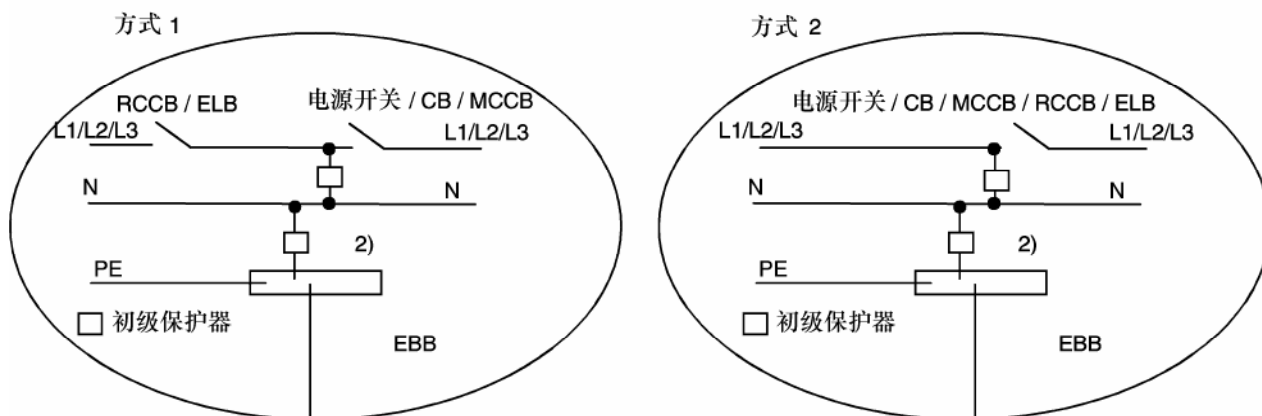 方式 1
RCCB / ELB
电源开关 / CB / MCCB
L1/L2/L3
L1/L2/L3
N
N
2)
PE
初级保护器
EBB
方式 2
电源开关 / CB / MCCB / RCCB / ELB
L1/L2/L3
L1/L2/L3
N
N
2)
PE
初级保护器
EBB